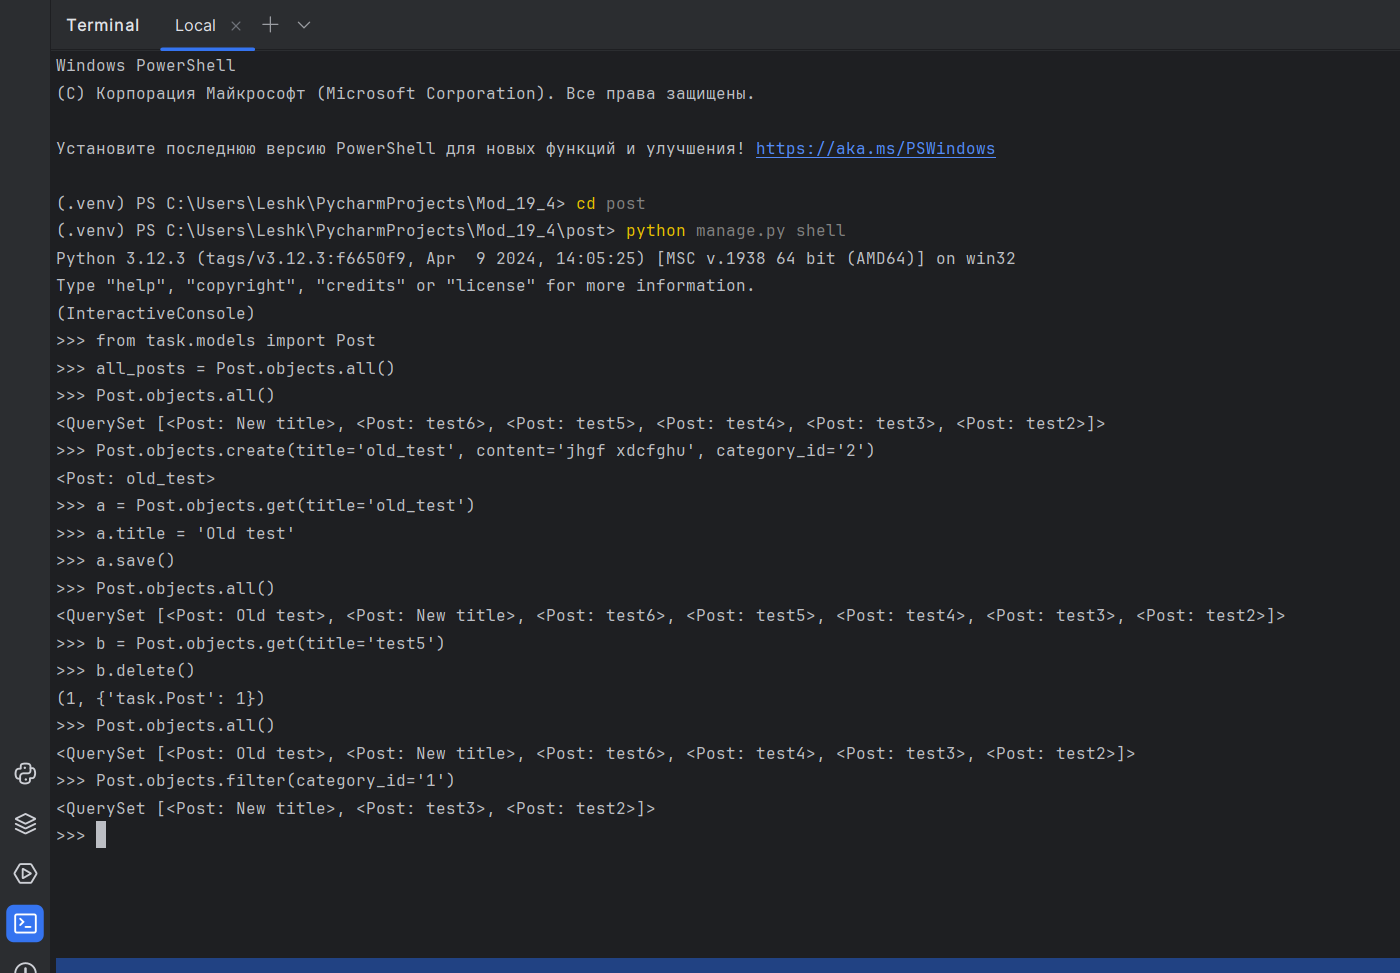 Terminal Local
Windows PowerShell
(C) Корпорация Майкрософт (Microsoft Corporation). Все права защищены.
Установите последнюю версию PowerShell для новых функций и улучшения! https://aka.ms/PSWindows
(.venv) PS C:\Users\Leshk\PycharmProjects\Mod_19_4> cd post
(.venv) PS C:\Users\Leshk\PycharmProjects\Mod_19_4\post> python manage.py shell
Python 3.12.3 (tags/v3.12.3:f6650f9, Apr  9 2024, 14:05:25) [MSC v.1938 64 bit (AMD64)] on win32
Type "help", "copyright", "credits" or "license" for more information.
(InteractiveConsole)
>>> from task.models import Post
>>> all_posts = Post.objects.all()
>>> Post.objects.all()
<QuerySet [<Post: New title>, <Post: test6>, <Post: test5>, <Post: test4>, <Post: test3>, <Post: test2>]>
>>> Post.objects.create(title='old_test', content='jhgf xdcfghu', category_id='2')
<Post: old_test>
>>> a = Post.objects.get(title='old_test')
>>> a.title = 'Old test'
>>> a.save()
>>> Post.objects.all()
<QuerySet [<Post: Old test>, <Post: New title>, <Post: test6>, <Post: test5>, <Post: test4>, <Post: test3>, <Post: test2>]>
>>> b = Post.objects.get(title='test5')
>>> b.delete()
(1, {'task.Post': 1})
>>> Post.objects.all()
<QuerySet [<Post: Old test>, <Post: New title>, <Post: test6>, <Post: test4>, <Post: test3>, <Post: test2>]>
>>> Post.objects.filter(category_id='1')
<QuerySet [<Post: New title>, <Post: test3>, <Post: test2>]>
>>>